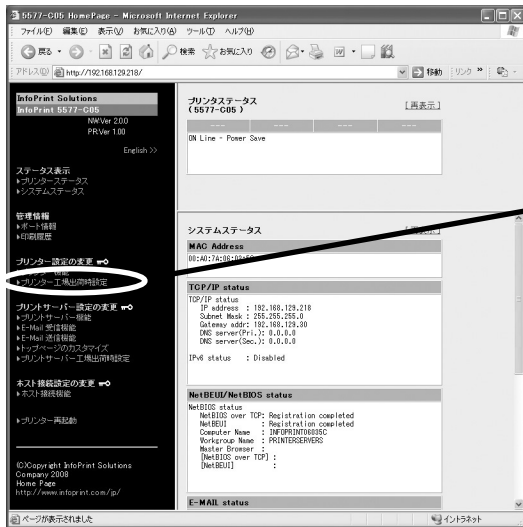 5577-C05 HomePage - Microsoft Internet Explorer
ファイル(F) 編集(E) 表示(V) お気に入り(A) ツール(T) ヘルプ(H)
戻る 検索 お気に入り
アドレス(D) http://192.168.129.218/ 移動 リンク »
InfoPrint Solutions
InfoPrint 5577-C05
NW.Ver 2.0.0
PR.Ver 1.00
English >>
ステータス表示
プリンターステータス
システムステータス
管理情報
ポート情報
印刷履歴
プリンター設定の変更
プリンター機能
プリンター工場出荷時設定
プリントサーバー設定の変更
プリントサーバー機能
E-Mail 受信機能
E-Mail 送信機能
トップページのカスタマイズ
プリントサーバー工場出荷時設定
ホスト接続設定の変更
ホスト接続機能
プリンター再起動
(C)Copyright InfoPrint Solutions
Company 2008
Home Page
http://www.infoprint.com/jp/
プリンタステータス
(5577-C05) [再表示]
--- --- --- ---
ON Line - Power Save
システムステータス
MAC Address
TCP/IP status
TCP/IP status
IP address : 192.168.129.218
Subnet Mask : 255.255.255.0
Gateway addr: 192.168.129.30
DNS server(Pri.): 0.0.0.0
DNS server(Sec.): 0.0.0.0
IPv6 status : Disabled
NetBEUI/NetBIOS status
NetBIOS status
NetBIOS over TCP: Registration completed
NetBEUI : Registration completed
Computer Name : INFOPRINT06035C
Workgroup Name : PRINTERSERVERS
Master Browser :
[NetBIOS over TCP] :
[NetBEUI] :
E-MAIL status
ページが表示されました イントラネット